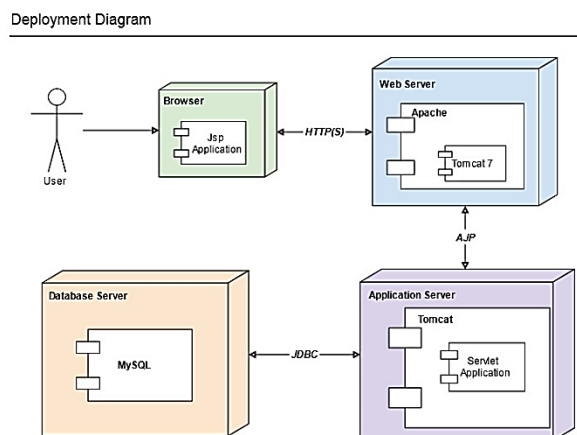 Deployment Diagram
Web Server
Browser
Apache
Jsp
Application
HTTP(S)
Tomcat 7
User
AJP
Database Server
Application Server
Tomcat
MySQL
JDBC
Servlet
Application